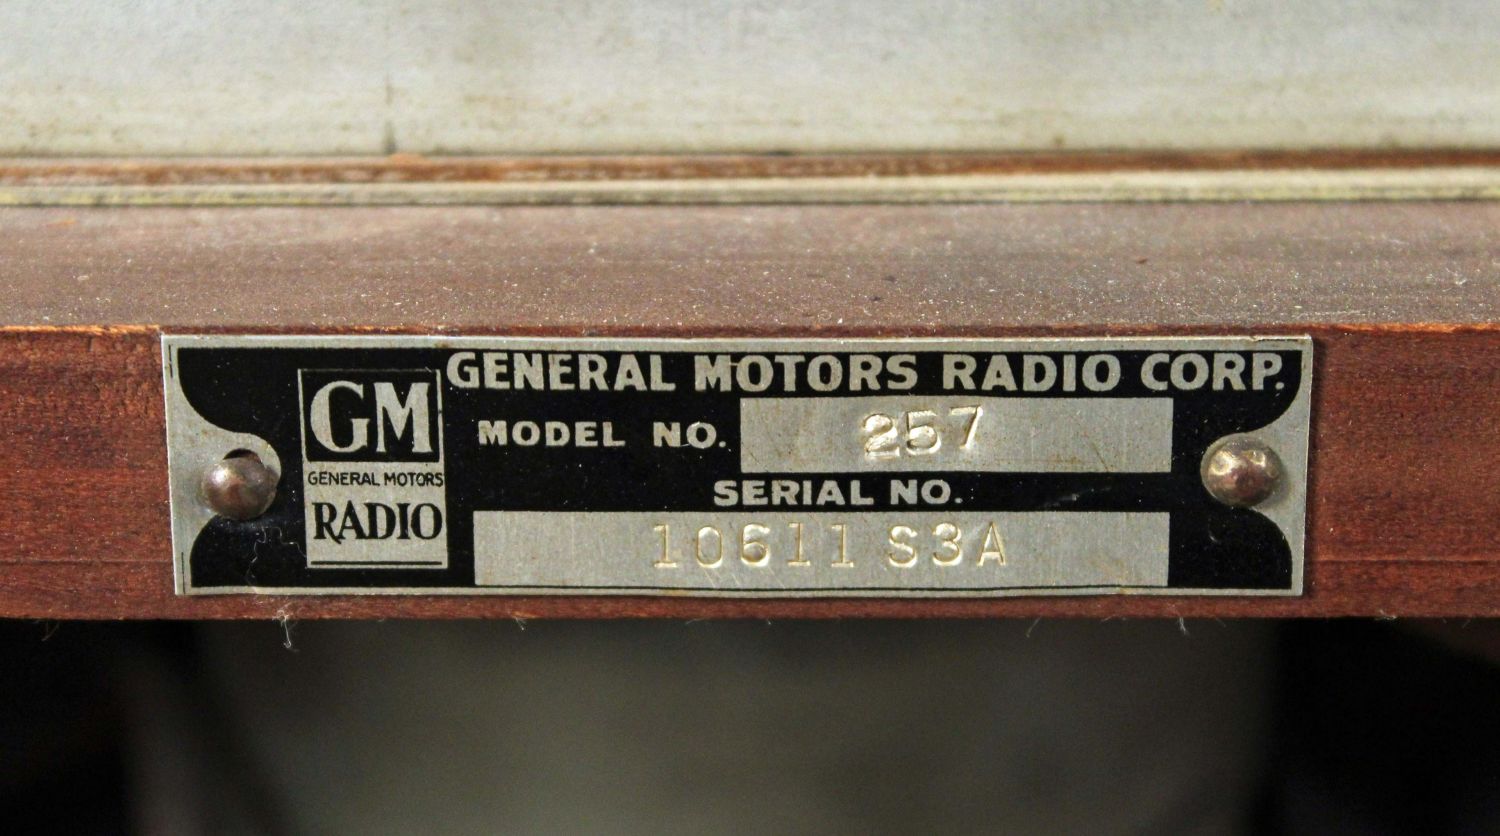 GM
GENERAL MOTORS
RADIO
GENERAL MOTORS RADIO CORP.
MODEL NO. 257
SERIAL NO.
10611 S3A